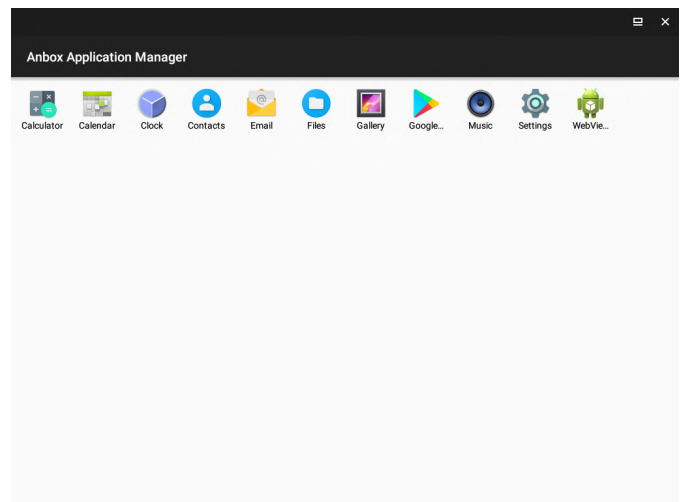 Anbox Application Manager
Calculator Calendar Clock Contacts Email Files Gallery Google... Music Settings WebVie...